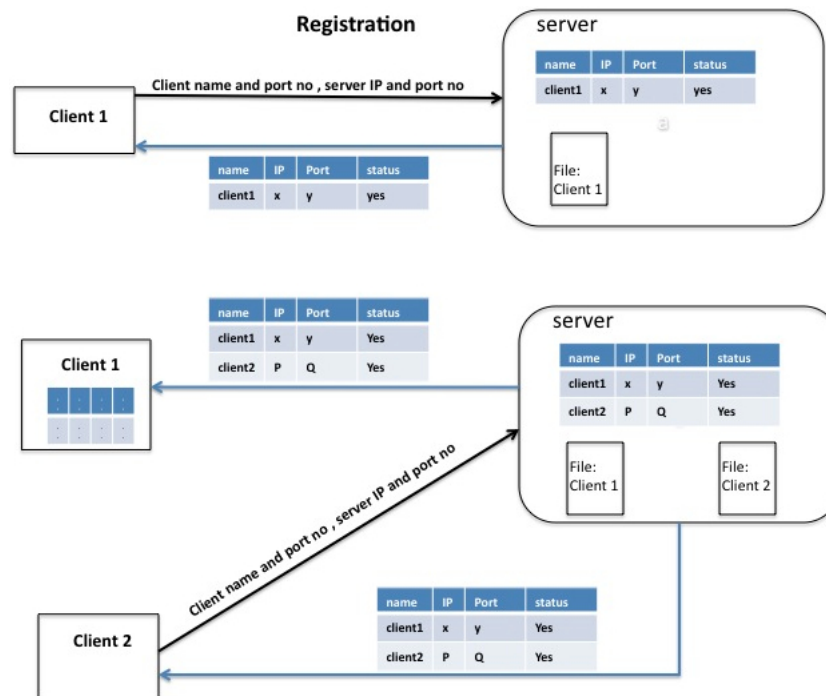 Registration
server
name IP Port status
client1 x y yes
a
File:
Client 1
Client name and port no , server IP and port no
Client 1
name IP Port status
client1 x y yes
name IP Port status
client1 x y Yes
client2 P Q Yes
Client 1
: : : :
: : : :
server
name IP Port status
client1 x y Yes
client2 P Q Yes
File:
Client 1
File:
Client 2
Client name and port no , server IP and port no
Client 2
name IP Port status
client1 x y Yes
client2 P Q Yes